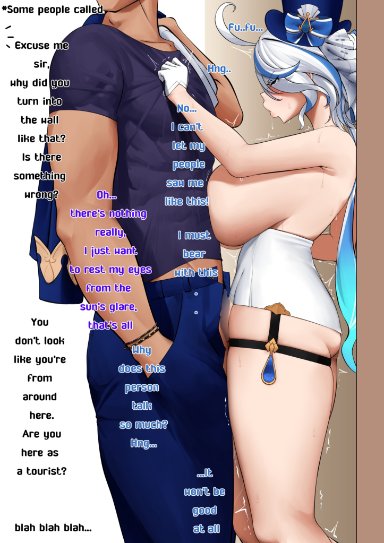 *Some people called
Excuse me
sir,
why did you
turn into
the wall
like that?
Is there
something
wrong?
Fu..fu...
Hng..
No...
I can't
let my
people
saw me
like this!
I must
bear
with this
Oh...
there's nothing
really,
I just want
to rest my eyes
from the
sun's glare,
that's all
You
don't look
like you're
from
around
here.
Are you
here as
a tourist?
Why
does this
person
talk
so much?
Hng...
...It
won't be
good
at all
blah blah blah...